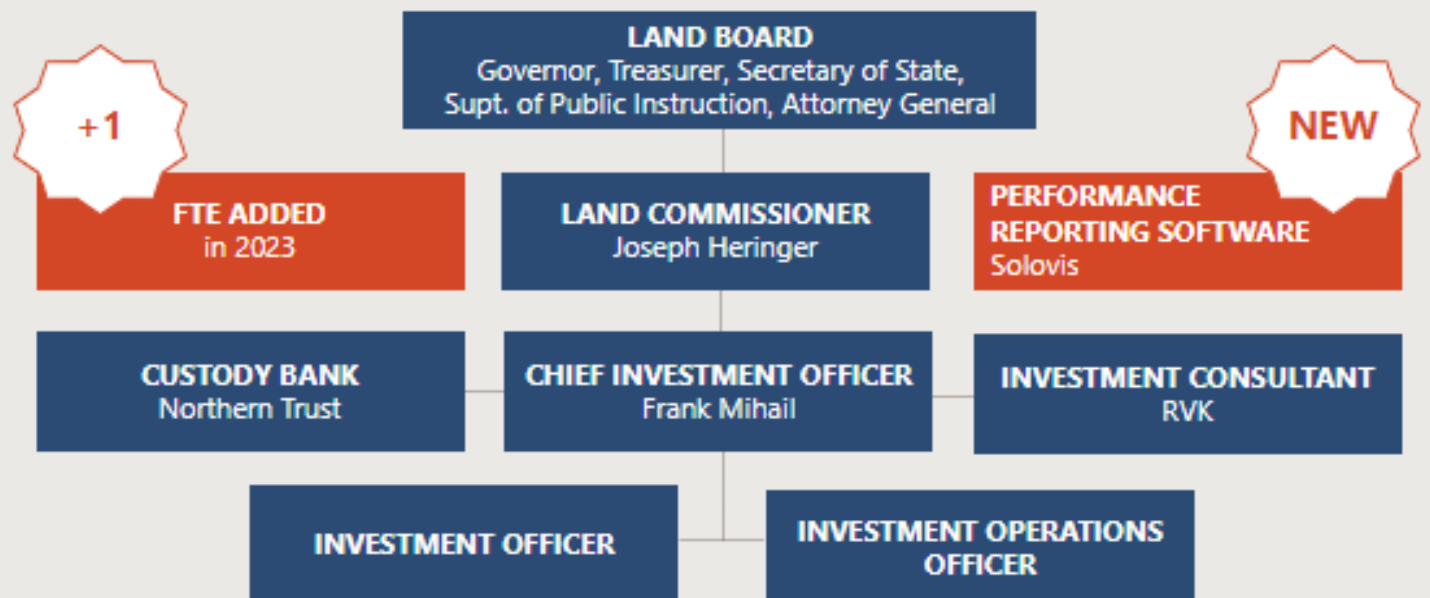 LAND BOARD
Governor, Treasurer, Secretary of State,
Supt. of Public Instruction, Attorney General
+1
NEW
FTE ADDED
in 2023
LAND COMMISSIONER
Joseph Heringer
PERFORMANCE
REPORTING SOFTWARE
Solovis
CUSTODY BANK
Northern Trust
CHIEF INVESTMENT OFFICER
Frank Mihail
INVESTMENT CONSULTANT
RVK
INVESTMENT OFFICER
INVESTMENT OPERATIONS
OFFICER